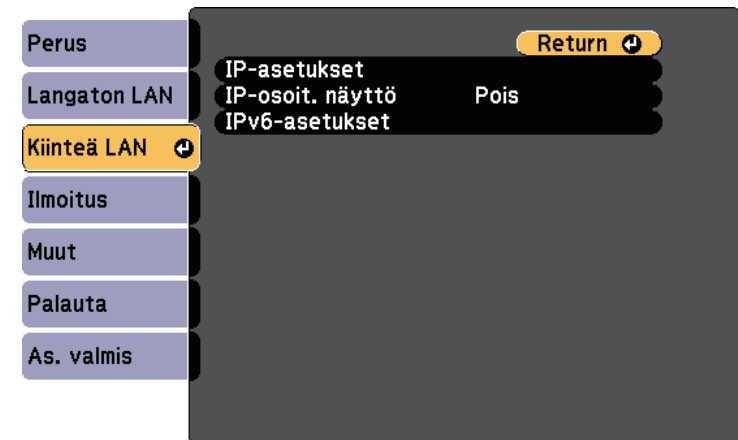 Perus
Langaton LAN
Kiinteä LAN
Ilmoitus
Muut
Palauta
As. valmis
Return
IP-asetukset
IP-osoit. näyttö Pois
IPv6-asetukset